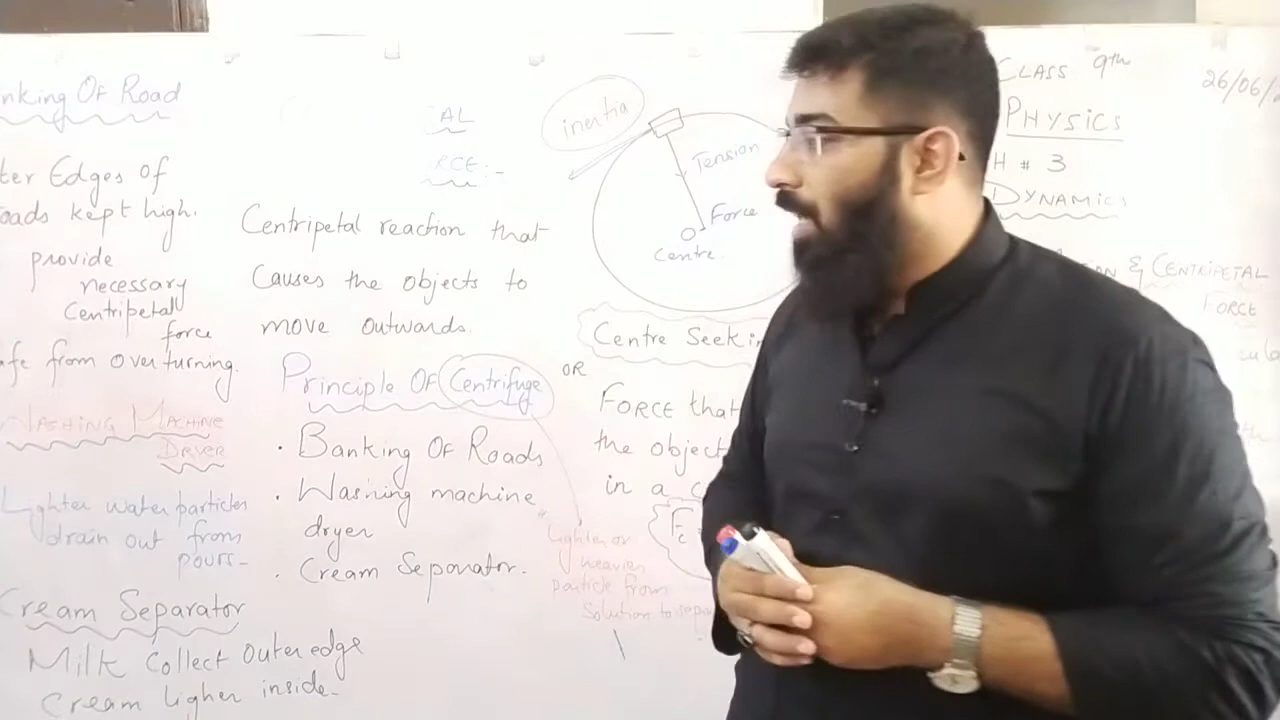 nking Of Road
ter Edges of
oads kept high.
provide
necessary
Centripetal
force
afe from overturning.
Washing Machine
Dryer
Lighter water particles
drain out from
pours-
Cream Separator
Milk Collect Outer edge
Cream ligher inside-
AL
RCE:-
Centripetal reaction that
Causes the objects to
move outwards.
Principle Of Centrifuge
· Banking Of Roads
· Washing machine
dryer
· Cream Separator.
inertia
Tension
Force
Centre.
Centre Seekin
OR
Force that
the object
in a c
Fc
Lighter or
heavier
particle from
Solution to sepa
Class 9th
26/06/
Physics
H # 3
Dynamics
& Centripetal
Force